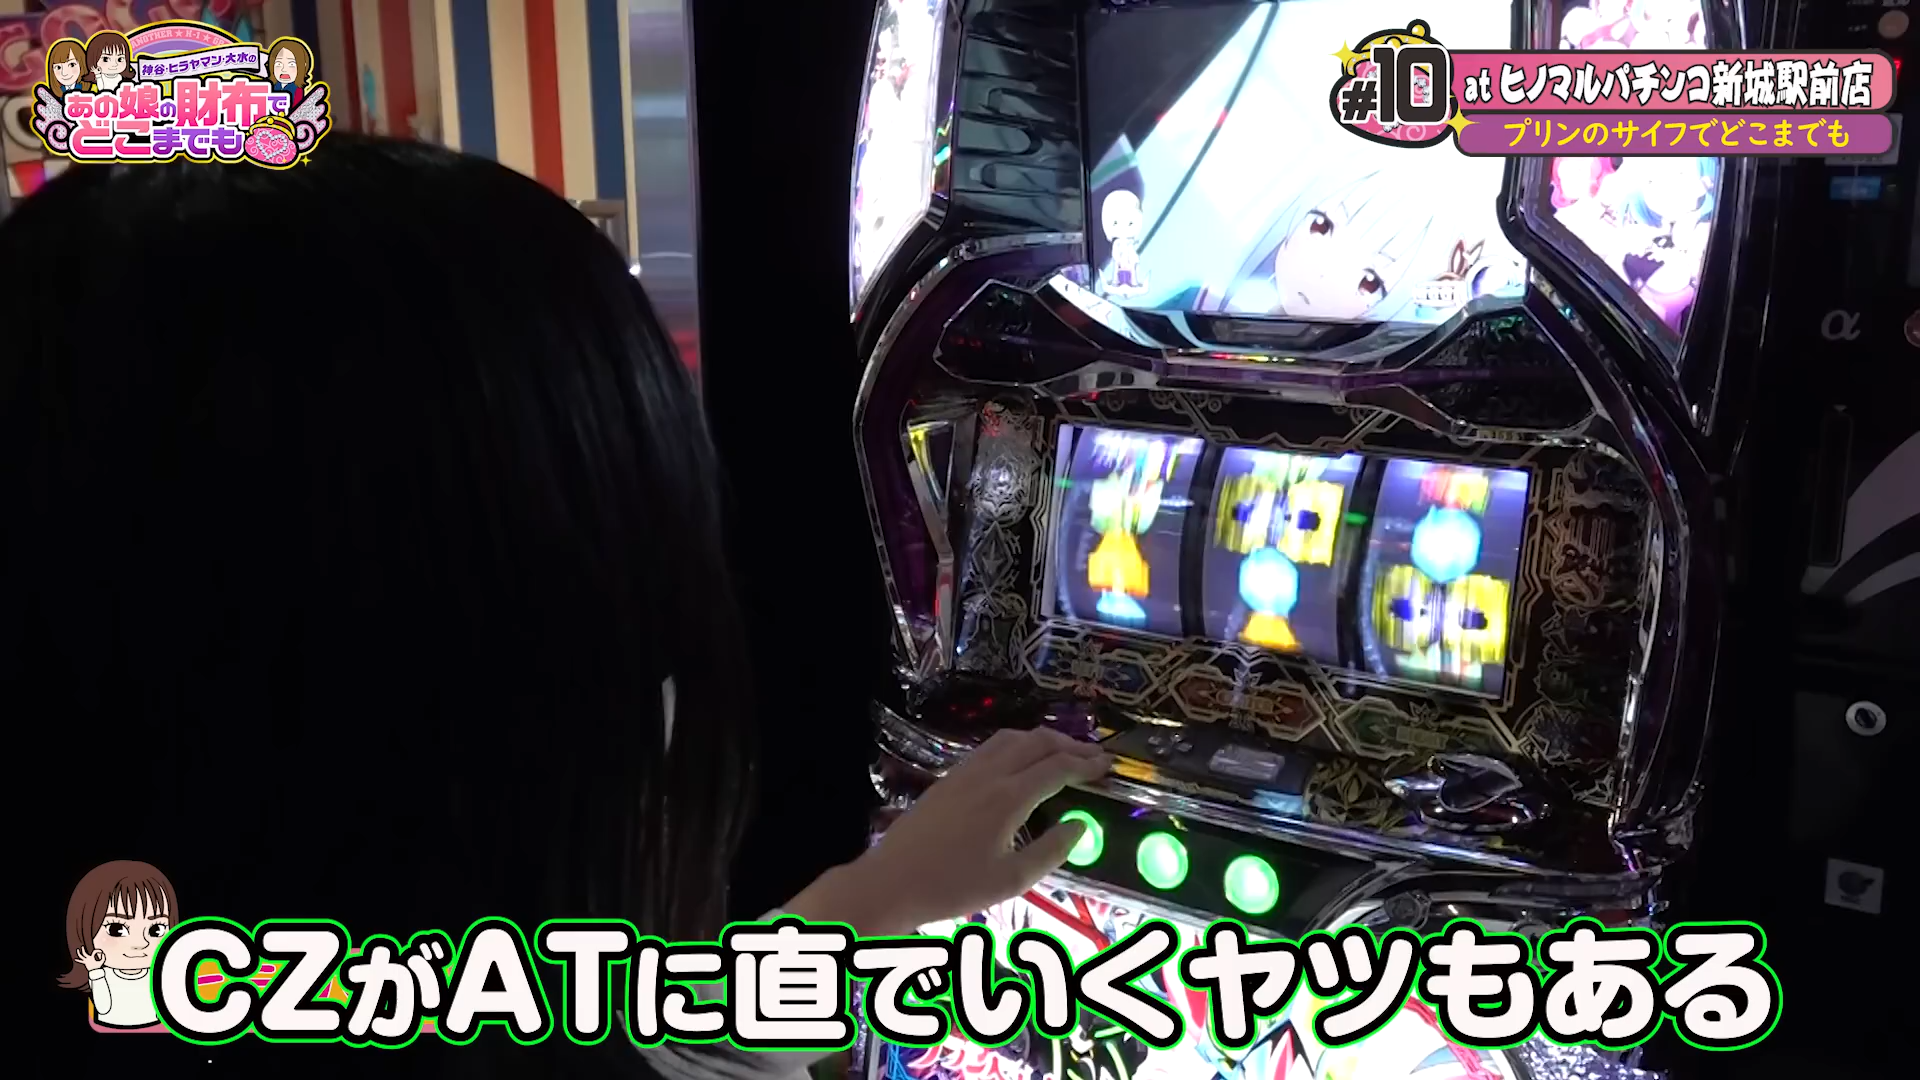 ANOTHER★K-1★GO
神谷・ヒラヤマン・大水の
あの娘の財布で
どこまでも
#10
at ヒノマルパチンコ新城駅前店
プリンのサイフでどこまでも
α
CZがATに直でいくヤツもある